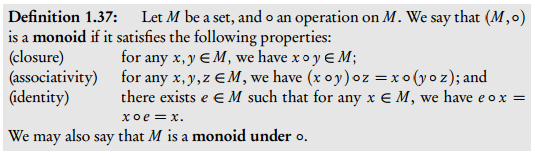 Definition 1.37: Let M be a set, and ∘ an operation on M. We say that (M,∘)
is a monoid if it satisfies the following properties:
(closure) for any x, y ∈ M, we have x ∘ y ∈ M;
(associativity) for any x, y, z ∈ M, we have (x ∘ y) ∘ z = x ∘ (y ∘ z); and
(identity) there exists e ∈ M such that for any x ∈ M, we have e ∘ x =
x ∘ e = x.
We may also say that M is a monoid under ∘.